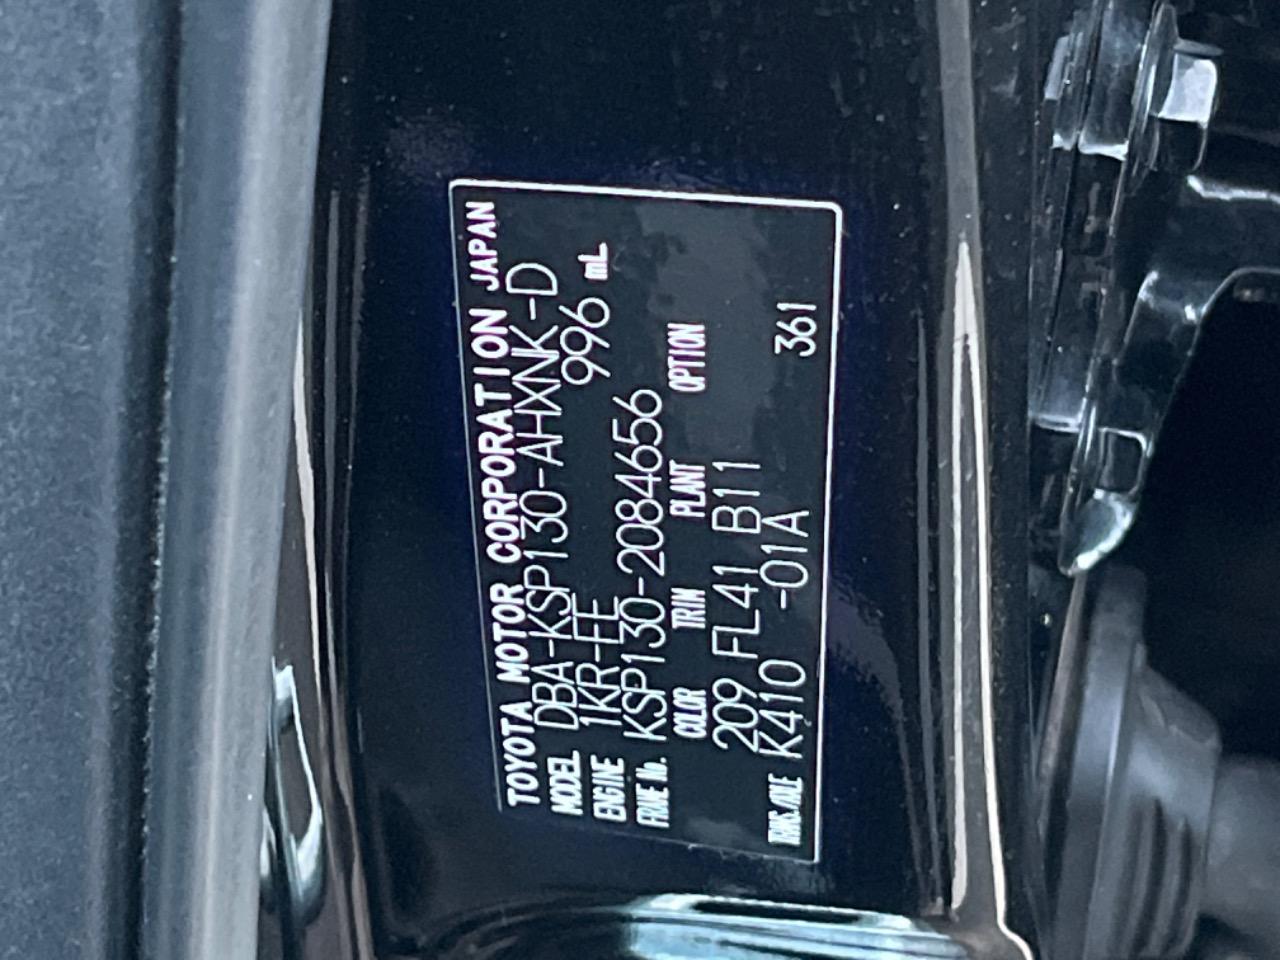 TOYOTA MOTOR CORPORATION JAPAN
MODEL DBA-KSP130-AHXNK-D
ENGINE 1KR-FE 996 mL
FRAME No. KSP130-2084656
COLOR TRIM PLANT OPTION
209 FL41 B11
TRANS./AXLE K410 -01A 361